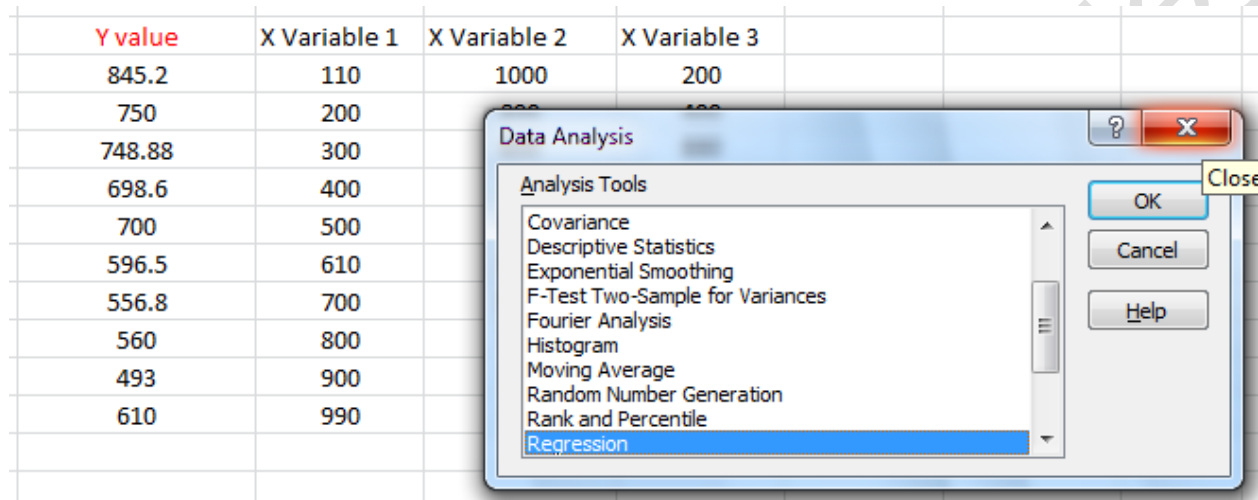 Y value X Variable 1 X Variable 2 X Variable 3
845.2 110 1000 200
750 200
748.88 300
698.6 400
700 500
596.5 610
556.8 700
560 800
493 900
610 990
Data Analysis
?
Close
Analysis Tools
Covariance
Descriptive Statistics
Exponential Smoothing
F-Test Two-Sample for Variances
Fourier Analysis
Histogram
Moving Average
Random Number Generation
Rank and Percentile
Regression
OK
Cancel
Help